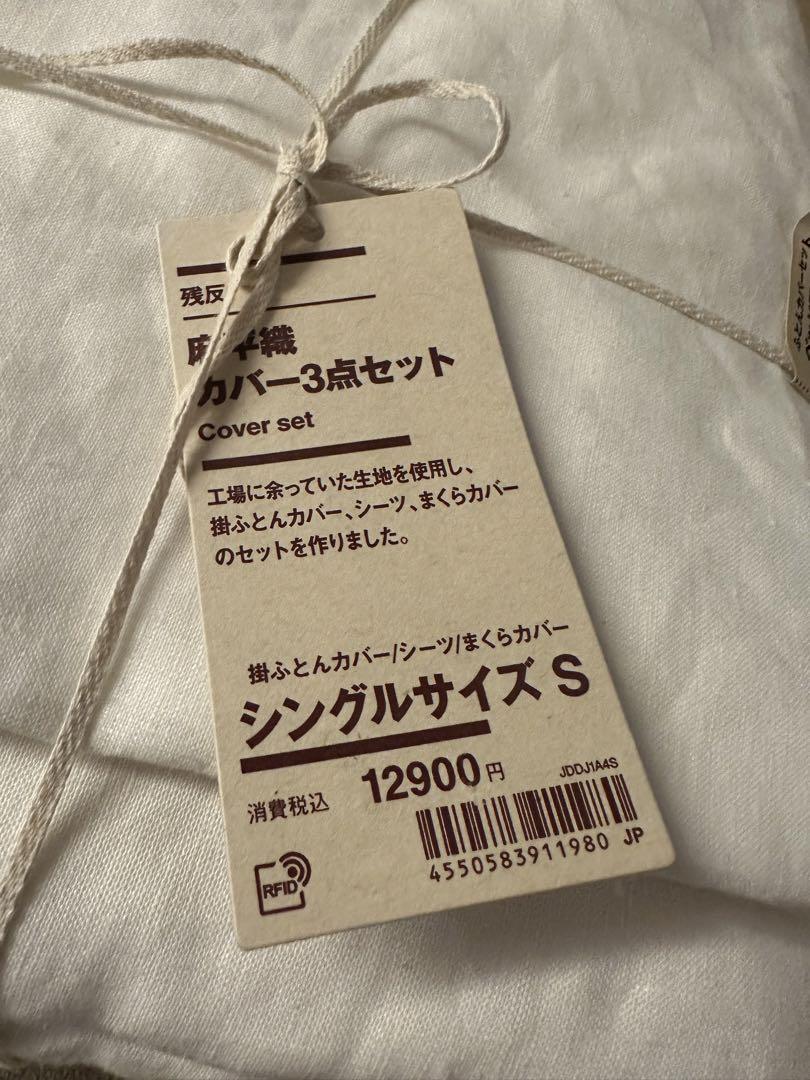 残反
麻平織
カバー3点セット
Cover set
工場に余っていた生地を使用し、
掛ふとんカバー、シーツ、まくらカバー
のセットを作りました。
掛ふとんカバー/シーツ/まくらカバー
シングルサイズ S
消費税込 12900円
JDDJ1A4S
4550583911980 JP
RFID